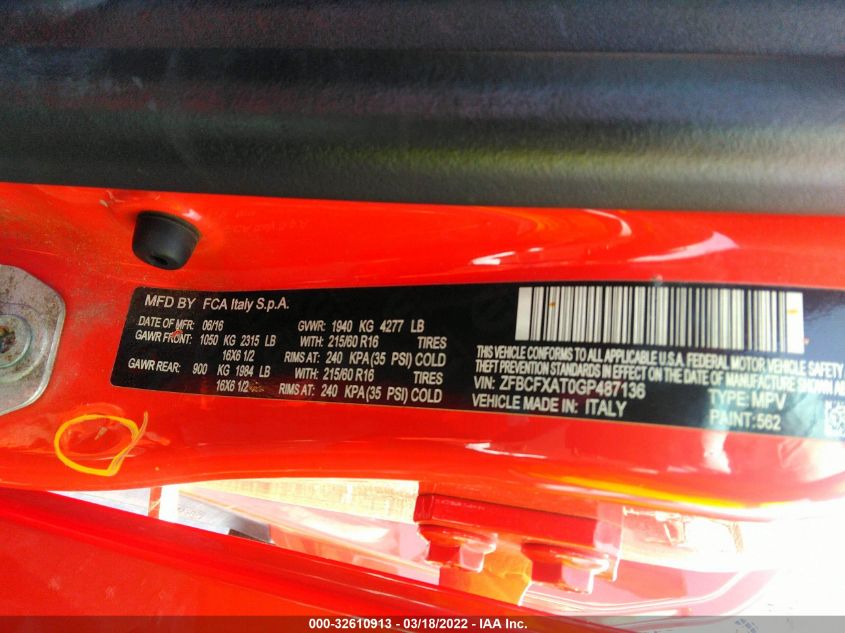 MFD BY FCA Italy S.p.A.
DATE OF MFR: 06/16 GVWR: 1940 KG 4277 LB
GAWR FRONT: 1050 KG 2315 LB WITH: 215/60 R16 TIRES
16X6 1/2 RIMS AT: 240 KPA(35 PSI) COLD
GAWR REAR: 900 KG 1984 LB WITH: 215/60 R16 TIRES
16X6 1/2 RIMS AT: 240 KPA(35 PSI) COLD
THIS VEHICLE CONFORMS TO ALL APPLICABLE U.S.A. FEDERAL MOTOR VEHICLE SAFETY
PREVENTION STANDARDS IN EFFECT ON THE DATE OF MANUFACTURE SHOWN AB
VIN: ZFBCFXAT0GP487136 TYPE: MPV
VEHICLE MADE IN: ITALY PAINT: 562
000-32610913 - 03/18/2022 - IAA Inc.